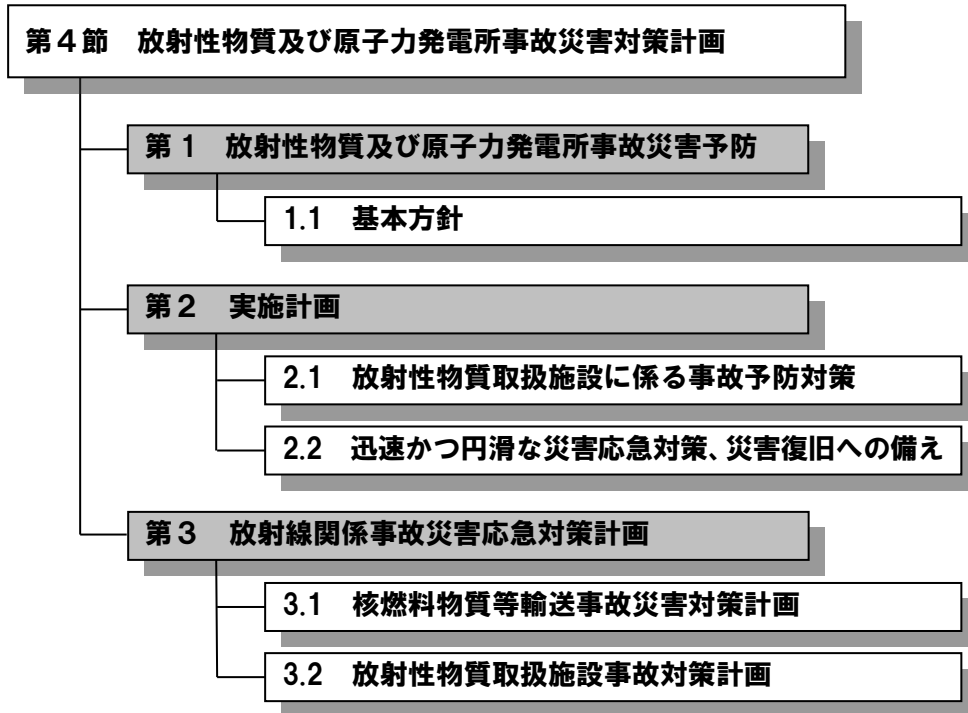 第４節　放射性物質及び原子力発電所事故災害対策計画
第１　放射性物質及び原子力発電所事故災害予防
1.1　基本方針
第２　実施計画
2.1　放射性物質取扱施設に係る事故予防対策
2.2　迅速かつ円滑な災害応急対策、災害復旧への備え
第３　放射線関係事故災害応急対策計画
3.1　核燃料物質等輸送事故災害対策計画
3.2　放射性物質取扱施設事故対策計画